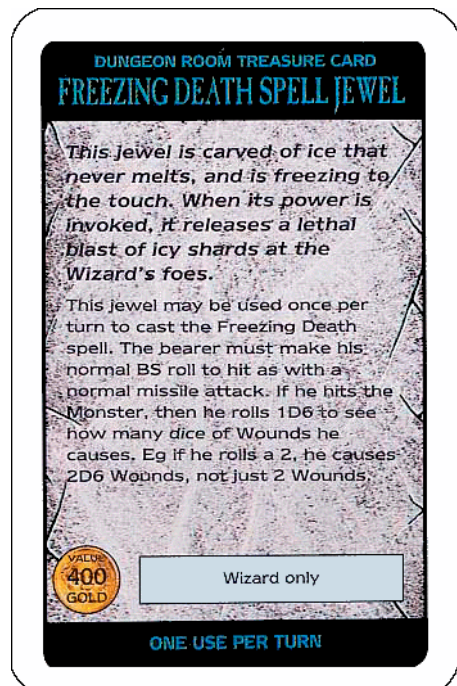 DUNGEON ROOM TREASURE CARD
FREEZING DEATH SPELL JEWEL
This jewel is carved of ice that
never melts, and is freezing to
the touch. When its power is
invoked, it releases a lethal
blast of icy shards at the
Wizard's foes.
This jewel may be used once per
turn to cast the Freezing Death
spell. The bearer must make his
normal BS roll to hit as with a
normal missile attack. If he hits the
Monster, then he rolls 1D6 to see
how many dice of Wounds he
causes. Eg if he rolls a 2, he causes
2D6 Wounds, not just 2 Wounds.
VALUE
400
GOLD
Wizard only
ONE USE PER TURN